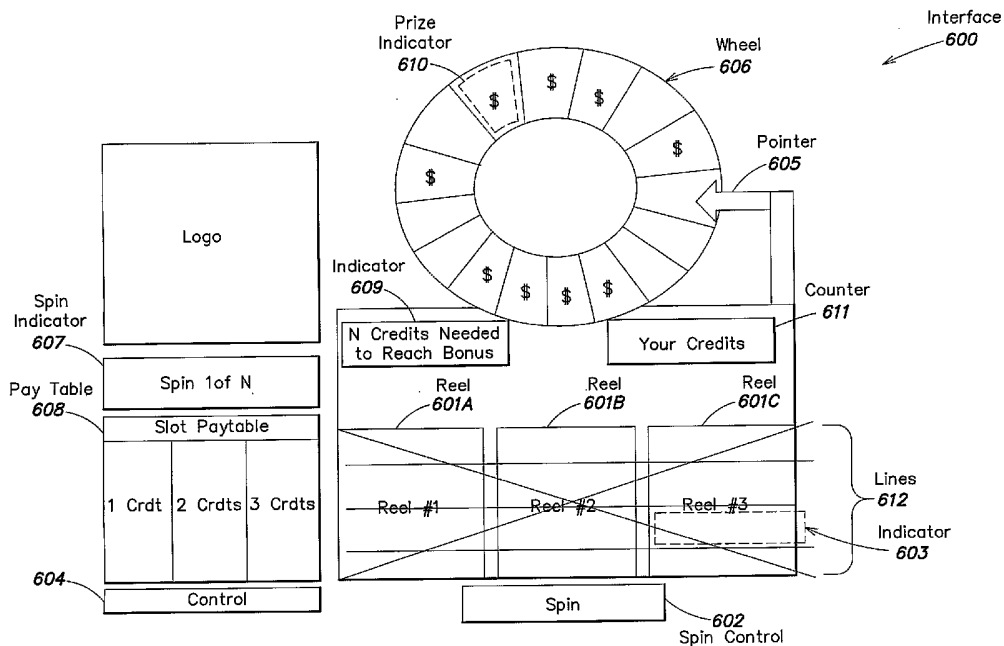 Interface
600
Prize
Indicator
610
Wheel
606
$
$
$
$
$
$
$
$
$
Pointer
605
Logo
Indicator
609
Counter
611
Spin
Indicator
607
N Credits Needed
to Reach Bonus
Your Credits
Spin 1of N
Pay Table
608
Slot Paytable
1 Crdt
2 Crdts
3 Crdts
Reel
601A
Reel
601B
Reel
601C
Reel #1
Reel #2
Reel #3
Lines
612
Indicator
603
604
Control
Spin
602
Spin Control